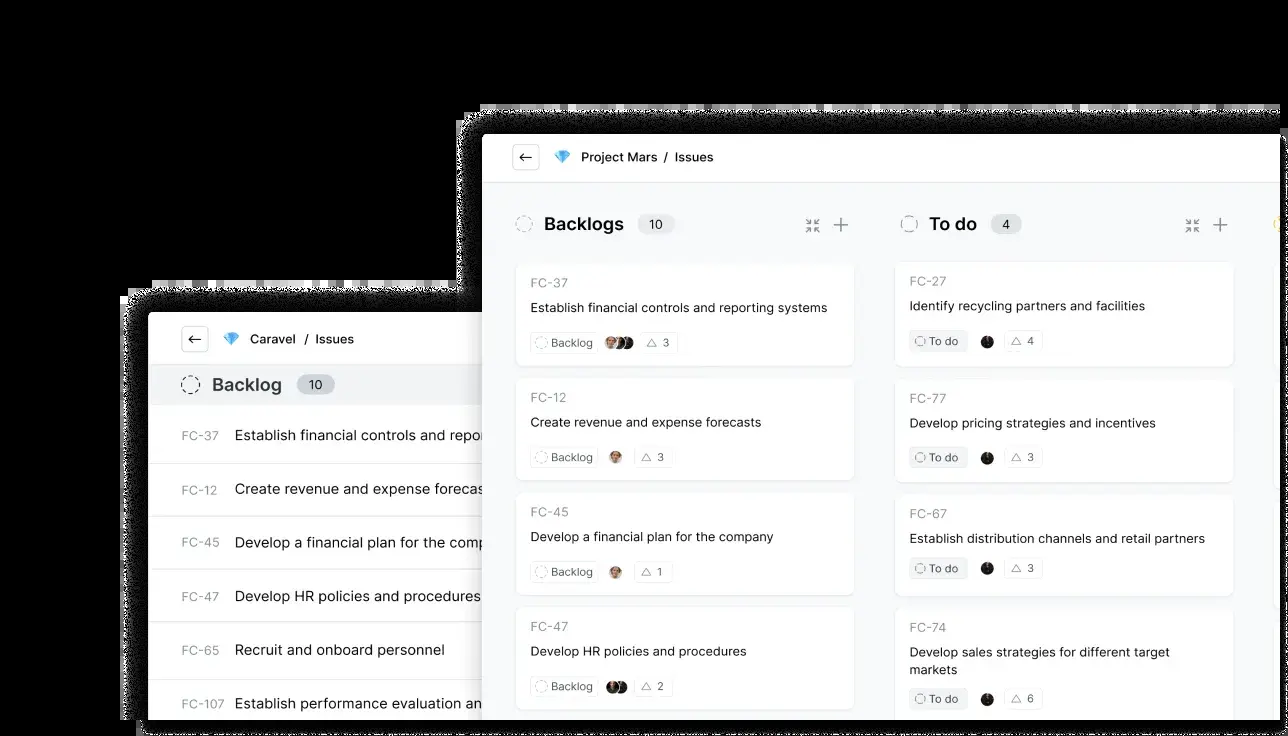 Project Mars / Issues
Backlogs 10
FC-37
Establish financial controls and reporting systems
Backlog 3
FC-12
Create revenue and expense forecasts
Backlog 3
FC-45
Develop a financial plan for the company
Backlog 1
FC-47
Develop HR policies and procedures
Backlog 2
To do 4
FC-27
Identify recycling partners and facilities
To do 4
FC-77
Develop pricing strategies and incentives
To do 3
FC-67
Establish distribution channels and retail partners
To do 3
FC-74
Develop sales strategies for different target
markets
To do 6
Caravel / Issues
Backlog 10
FC-37 Establish financial controls and repo
FC-12 Create revenue and expense forecas
FC-45 Develop a financial plan for the comp
FC-47 Develop HR policies and procedures
FC-65 Recruit and onboard personnel
FC-107 Establish performance evaluation an